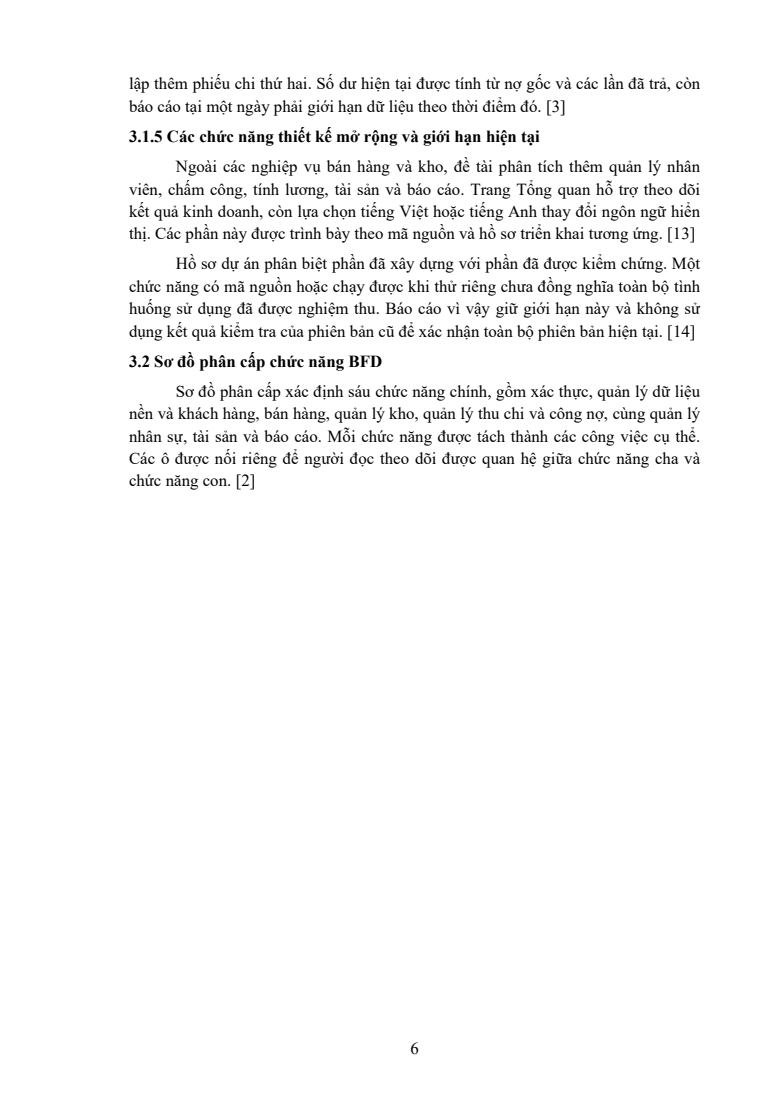 lập thêm phiếu chi thứ hai. Số dư hiện tại được tính từ nợ gốc và các lần đã trả, còn
báo cáo tại một ngày phải giới hạn dữ liệu theo thời điểm đó. [3]
3.1.5 Các chức năng thiết kế mở rộng và giới hạn hiện tại
Ngoài các nghiệp vụ bán hàng và kho, đề tài phân tích thêm quản lý nhân
viên, chấm công, tính lương, tài sản và báo cáo. Trang Tổng quan hỗ trợ theo dõi
kết quả kinh doanh, còn lựa chọn tiếng Việt hoặc tiếng Anh thay đổi ngôn ngữ hiển
thị. Các phần này được trình bày theo mã nguồn và hồ sơ triển khai tương ứng. [13]
Hồ sơ dự án phân biệt phần đã xây dựng với phần đã được kiểm chứng. Một
chức năng có mã nguồn hoặc chạy được khi thử riêng chưa đồng nghĩa toàn bộ tình
huống sử dụng đã được nghiệm thu. Báo cáo vì vậy giữ giới hạn này và không sử
dụng kết quả kiểm tra của phiên bản cũ để xác nhận toàn bộ phiên bản hiện tại. [14]
3.2 Sơ đồ phân cấp chức năng BFD
Sơ đồ phân cấp xác định sáu chức năng chính, gồm xác thực, quản lý dữ liệu
nền và khách hàng, bán hàng, quản lý kho, quản lý thu chi và công nợ, cùng quản lý
nhân sự, tài sản và báo cáo. Mỗi chức năng được tách thành các công việc cụ thể.
Các ô được nối riêng để người đọc theo dõi được quan hệ giữa chức năng cha và
chức năng con. [2]
6